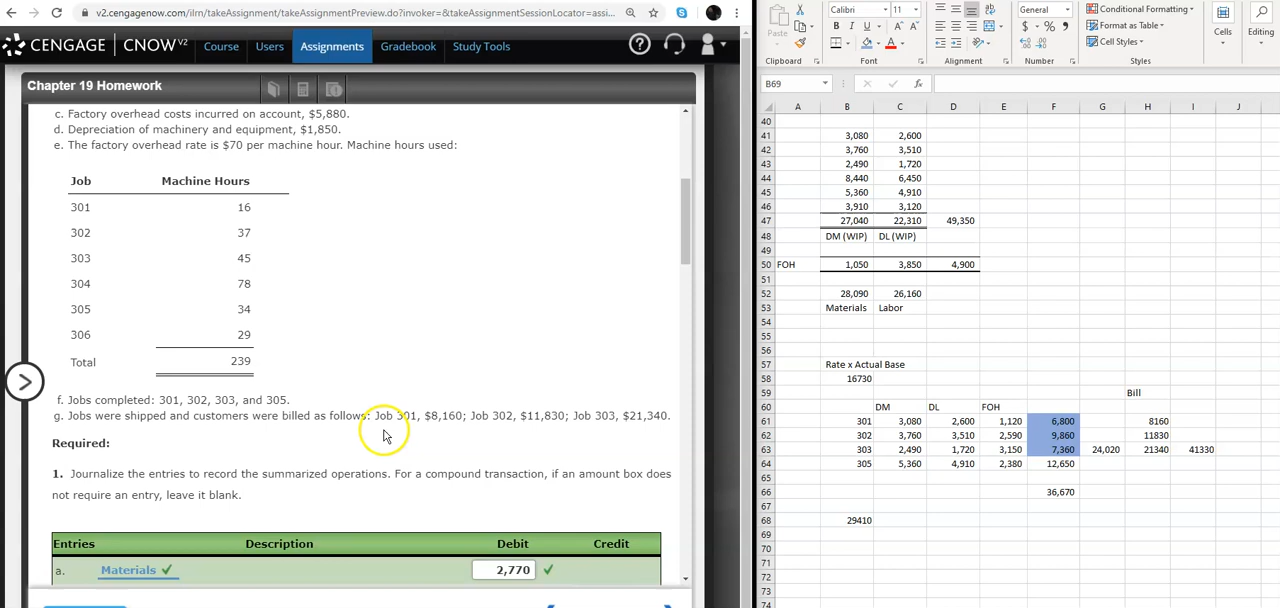 v2.cengagenow.com/ilrn/takeAssignment/takeAssignmentPreview.do?invoker=&takeAssignmentSessionLocator=assi...
CENGAGE | CNOWv2 Course Users Assignments Gradebook Study Tools
Chapter 19 Homework
c. Factory overhead costs incurred on account, $5,880.
d. Depreciation of machinery and equipment, $1,850.
e. The factory overhead rate is $70 per machine hour. Machine hours used:
Job Machine Hours
301 16
302 37
303 45
304 78
305 34
306 29
Total 239
f. Jobs completed: 301, 302, 303, and 305.
g. Jobs were shipped and customers were billed as follows: Job 301, $8,160; Job 302, $11,830; Job 303, $21,340.
Required:
1. Journalize the entries to record the summarized operations. For a compound transaction, if an amount box does
not require an entry, leave it blank.
Entries Description Debit Credit
a. Materials 2,770
Paste
Calibri 11 A A General Conditional Formatting
B I U A $ % , Format as Table
Cell Styles
Cells Editing
Clipboard Font Alignment Number Styles
B69 fx
A B C D E F G H I J
40
41 3,080 2,600
42 3,760 3,510
43 2,490 1,720
44 8,440 6,450
45 5,360 4,910
46 3,910 3,120
47 27,040 22,310 49,350
48 DM (WIP) DL (WIP)
49
50 FOH 1,050 3,850 4,900
51
52 28,090 26,160
53 Materials Labor
54
55
56
57 Rate x Actual Base
58 16730
59 Bill
60 DM DL FOH
61 301 3,080 2,600 1,120 6,800 8160
62 302 3,760 3,510 2,590 9,860 11830
63 303 2,490 1,720 3,150 7,360 24,020 21340 41330
64 305 5,360 4,910 2,380 12,650
65
66 36,670
67
68 29410
69
70
71
72
73
74